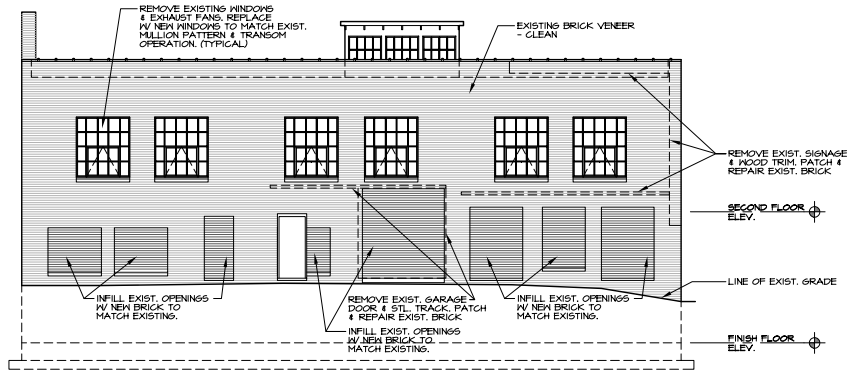 REMOVE EXISTING WINDOWS
& EXHAUST FANS. REPLACE
W/ NEW WINDOWS TO MATCH EXIST.
MULLION PATTERN & TRANSOM
OPERATION. (TYPICAL)
EXISTING BRICK VENEER
- CLEAN
REMOVE EXIST. SIGNAGE
& WOOD TRIM. PATCH &
REPAIR EXIST. BRICK
SECOND FLOOR
ELEV.
LINE OF EXIST. GRADE
INFILL EXIST. OPENINGS
W/ NEW BRICK TO
MATCH EXISTING.
REMOVE EXIST. GARAGE
DOOR & STL. TRACK. PATCH
& REPAIR EXIST. BRICK
INFILL EXIST. OPENINGS
W/ NEW BRICK TO
MATCH EXISTING.
INFILL EXIST. OPENINGS
W/ NEW BRICK TO
MATCH EXISTING.
FINISH FLOOR
ELEV.